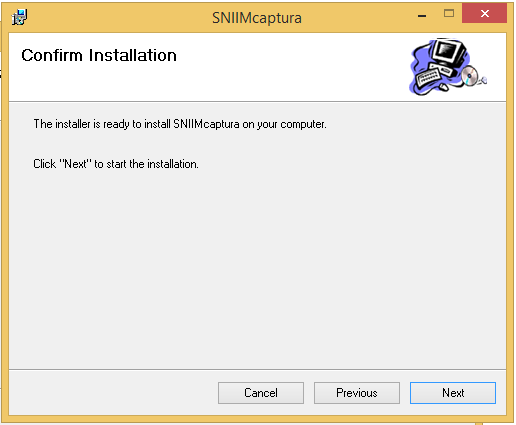 SNIIMcaptura
Confirm Installation
The installer is ready to install SNIIMcaptura on your computer.
Click "Next" to start the installation.
Cancel
Previous
Next